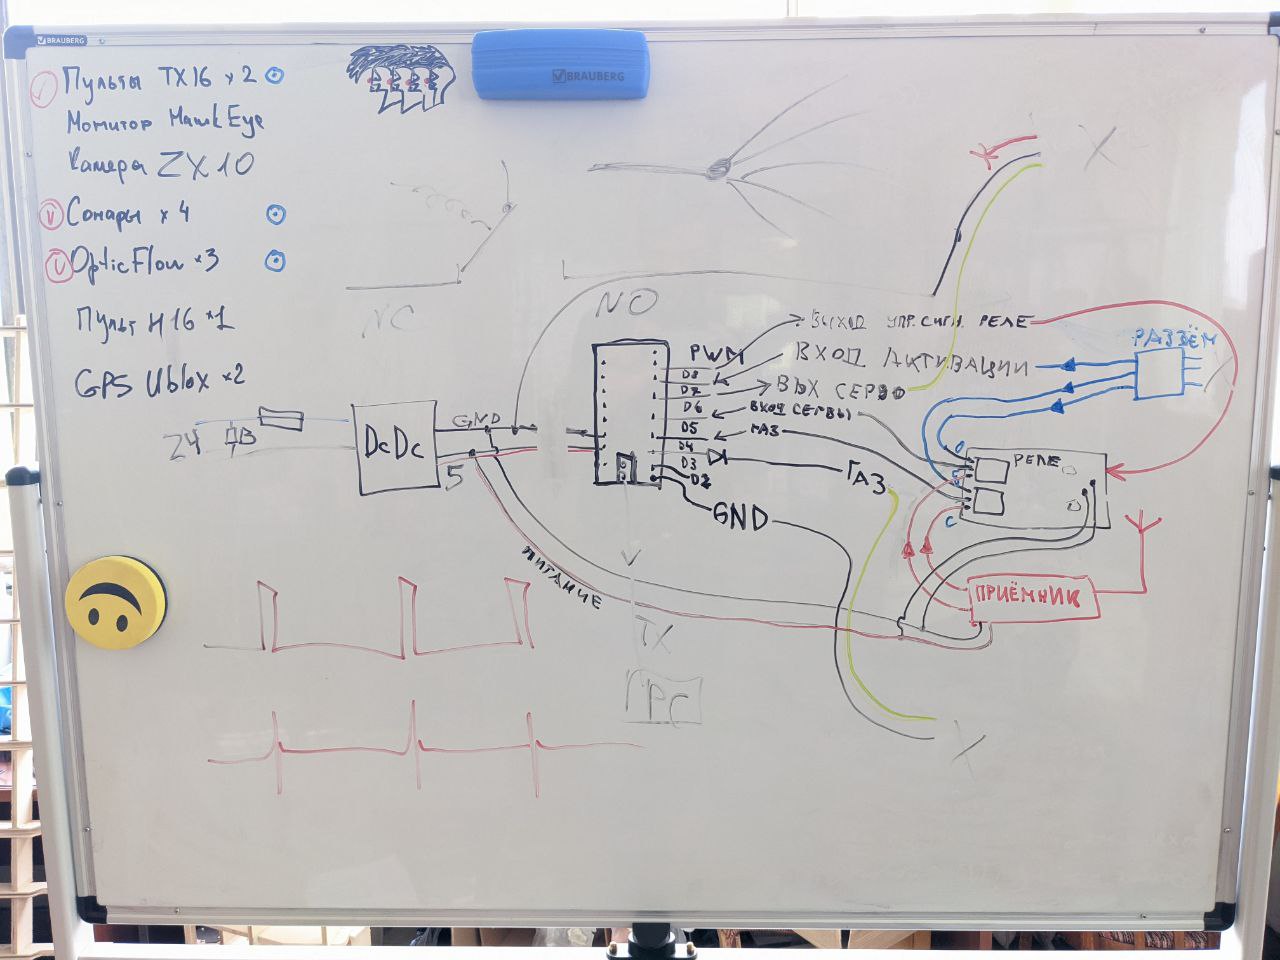 BRAUBERG
BRAUBERG
Пульты TX16 x 2
Монитор HawkEye
Камера ZX10
Сонары x 4
OpticFlow x3
Пульт H16 x1
GPS Ublox x2
X
NC
NO
PWM
D8
D7
D6
D5
D4
D3
D2
ВЫХОД УПР. СИГН. РЕЛЕ
ВХОД АКТИВАЦИИ
ВЫХ СЕРВО
ВХОД СЕРВЫ
ГАЗ
ГАЗ
GND
РАЗЪЁМ
24
DcDc
GND
5
ПИТАНИЕ
РЕЛЕ
O
C
ПРИЁМНИК
TX
X